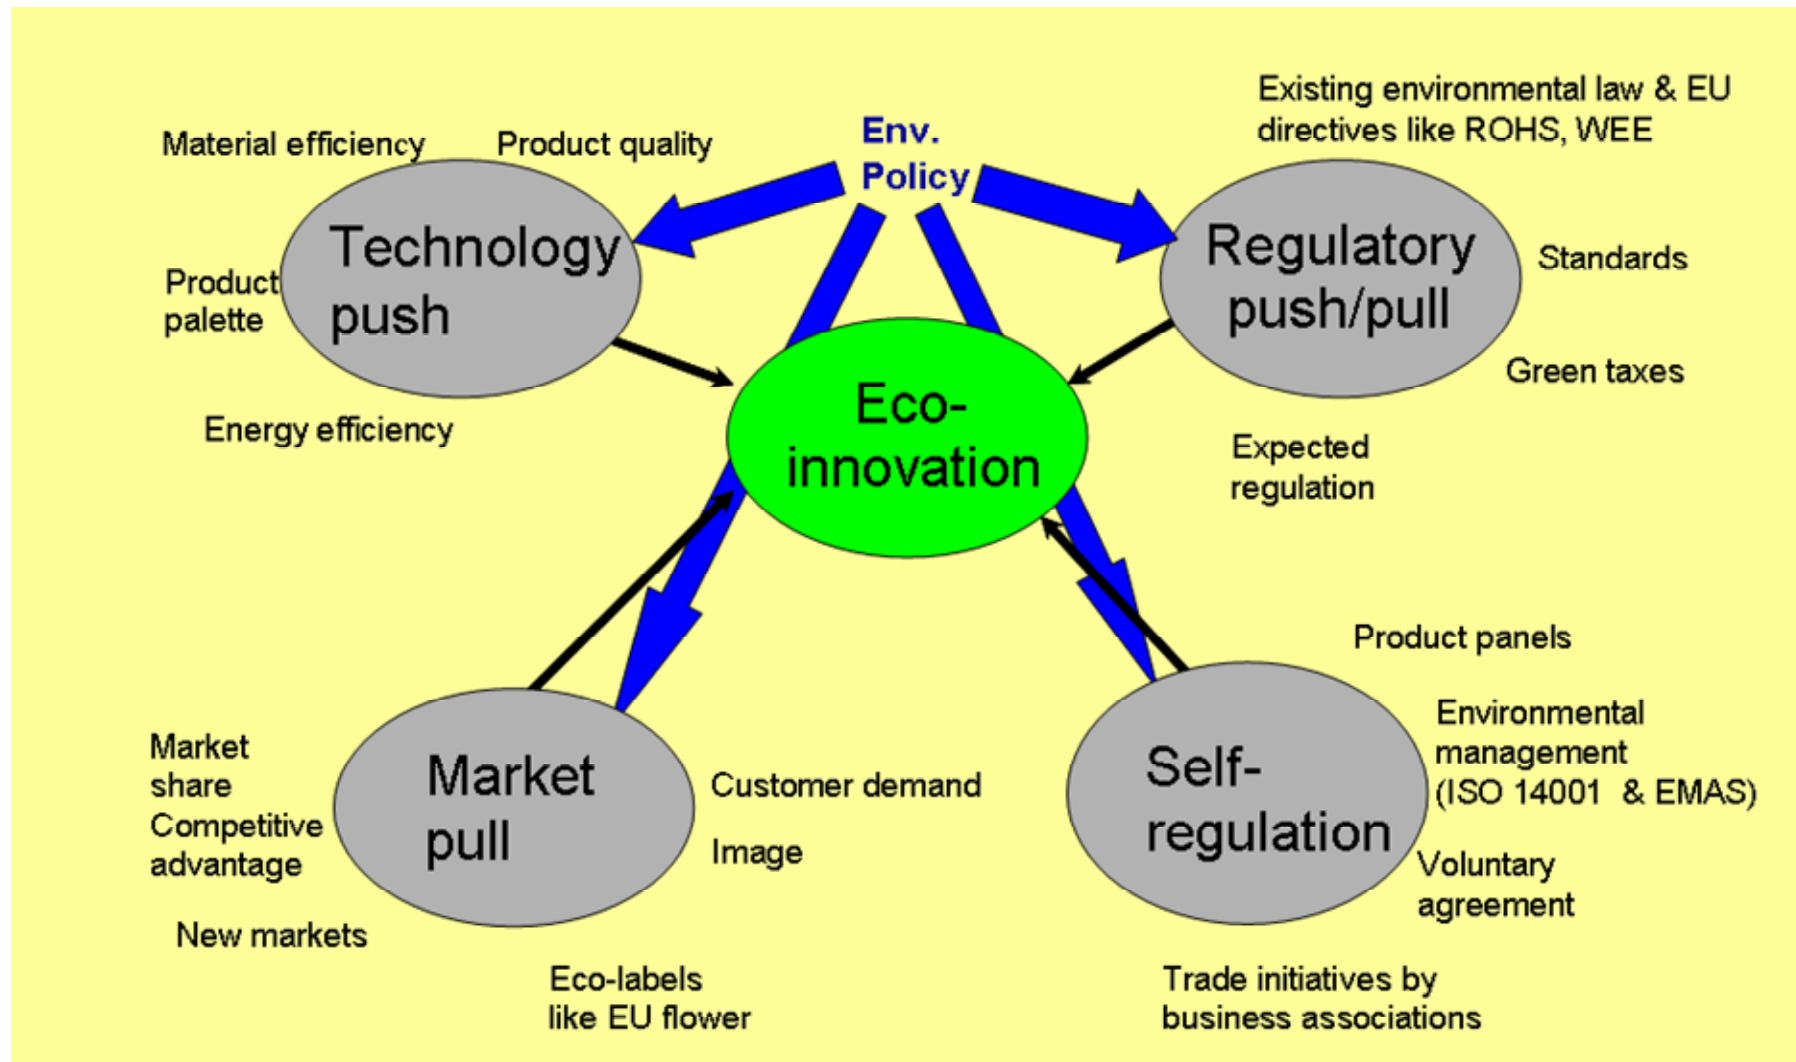 Existing environmental law & EU
directives like ROHS, WEE
Env.
Policy
Material efficiency
Product quality
Technology
push
Product
palette
Energy efficiency
Regulatory
push/pull
Standards
Green taxes
Expected
regulation
Eco-
innovation
Market
pull
Market
share
Competitive
advantage
New markets
Customer demand
Image
Eco-labels
like EU flower
Self-
regulation
Product panels
Environmental
management
(ISO 14001 & EMAS)
Voluntary
agreement
Trade initiatives by
business associations